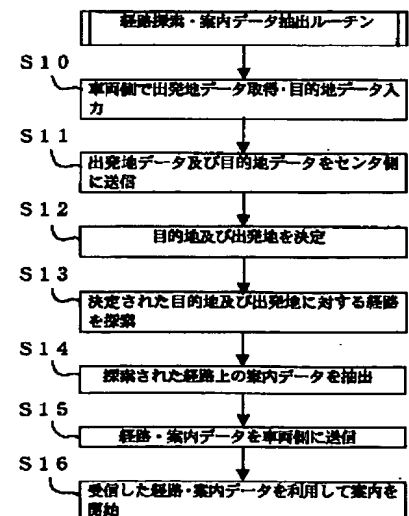 経路探索・案内データ抽出ルーチン
S10
車両側で出発地データ取得・目的地データ入
力
S11
出発地データ及び目的地データをセンタ側
に送信
S12
目的地及び出発地を決定
S13
決定された目的地及び出発地に対する経路
を探索
S14
探索された経路上の案内データを抽出
S15
経路・案内データを車両側に送信
S16
受信した経路・案内データを利用して案内を
開始